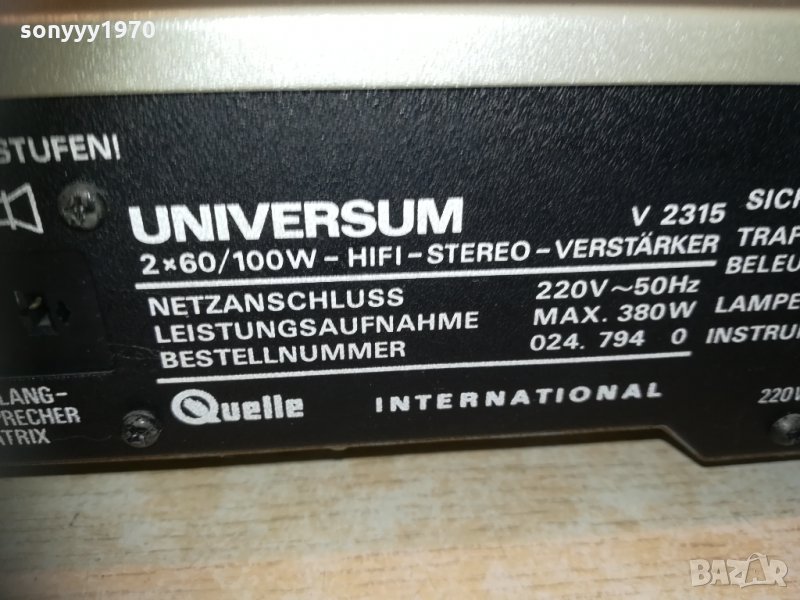 sonyyy1970
STUFEN!
UNIVERSUM V 2315
2×60/100W – HIFI – STEREO – VERSTÄRKER
NETZANSCHLUSS 220V~50Hz
LEISTUNGSAUFNAHME MAX. 380W
BESTELLNUMMER 024. 794 0
Quelle INTERNATIONAL
LANG-
PRECHER
TRIX
SICH
TRAF
BELEU
LAMPE
INSTRU
220V
BAZAR